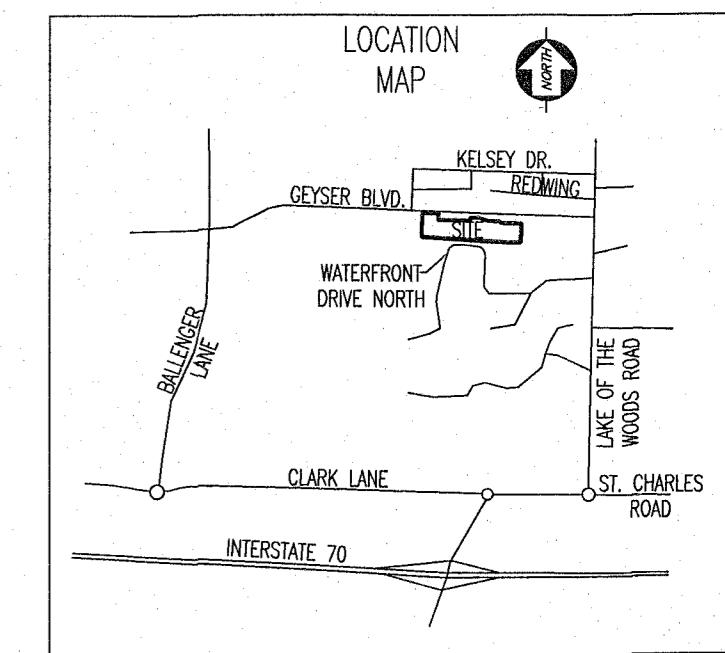 LOCATION
MAP
NORTH
KELSEY DR.
REDWING
GEYSER BLVD.
SITE
WATERFRONT
DRIVE NORTH
BALLENGER
LANE
LAKE OF THE
WOODS ROAD
CLARK LANE
ST. CHARLES
ROAD
INTERSTATE 70